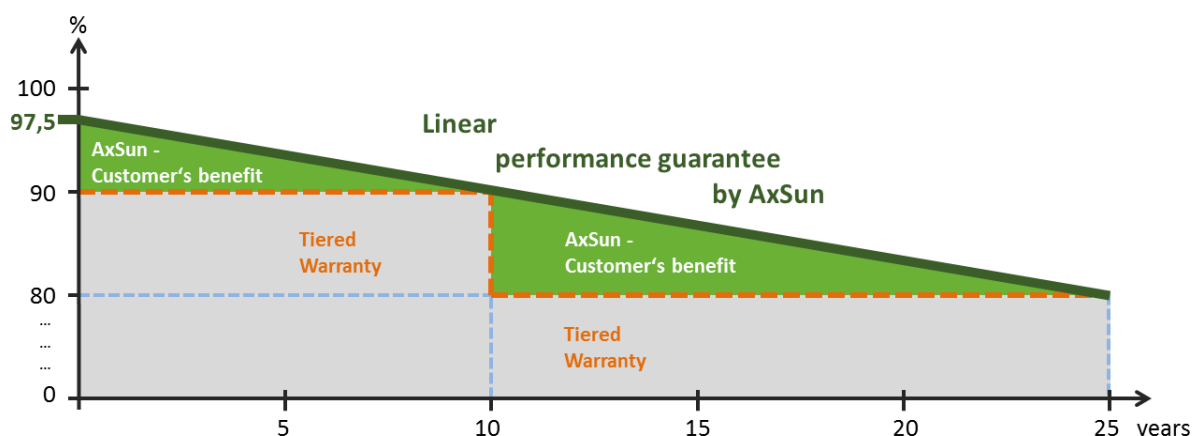 %
100
97,5
Linear
AxSun -
Customer‘s benefit
performance guarantee
90
by AxSun
Tiered
Warranty
AxSun -
Customer‘s benefit
80
...
...
...
Tiered
Warranty
0
5
10
15
20
25
vears